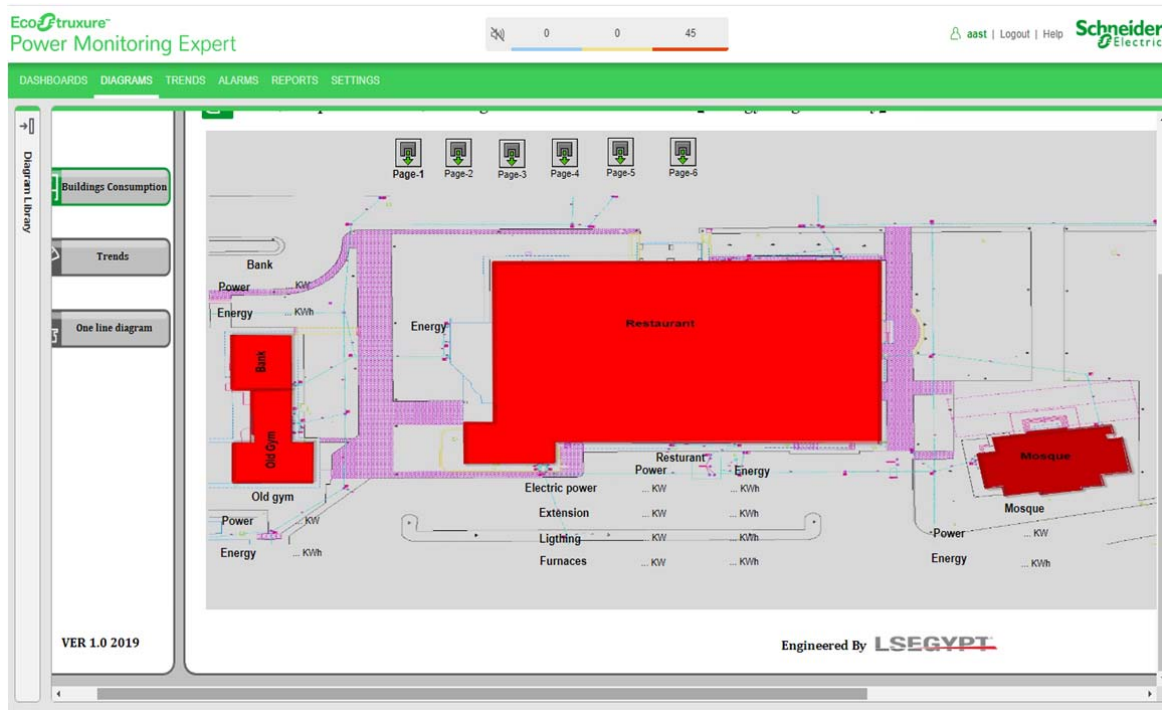 EcoStruxure™
Power Monitoring Expert
0 0 45
aast | Logout | Help
Schneider Electric
DASHBOARDS DIAGRAMS TRENDS ALARMS REPORTS SETTINGS
Diagram Library
Buildings Consumption
Trends
One line diagram
VER 1.0 2019
Page-1 Page-2 Page-3 Page-4 Page-5 Page-6
Bank
Power ... KW
Energy ... KWh
Bank
Old Gym
Old gym
Power ... KW
Energy ... KWh
Energy
Restaurant
Resturant
Power Energy
Electric power ... KW ... KWh
Extension ... KW ... KWh
Ligthing ... KW ... KWh
Furnaces ... KW ... KWh
Mosque
Mosque
Power ... KW
Energy ... KWh
Engineered By LSEGYPT